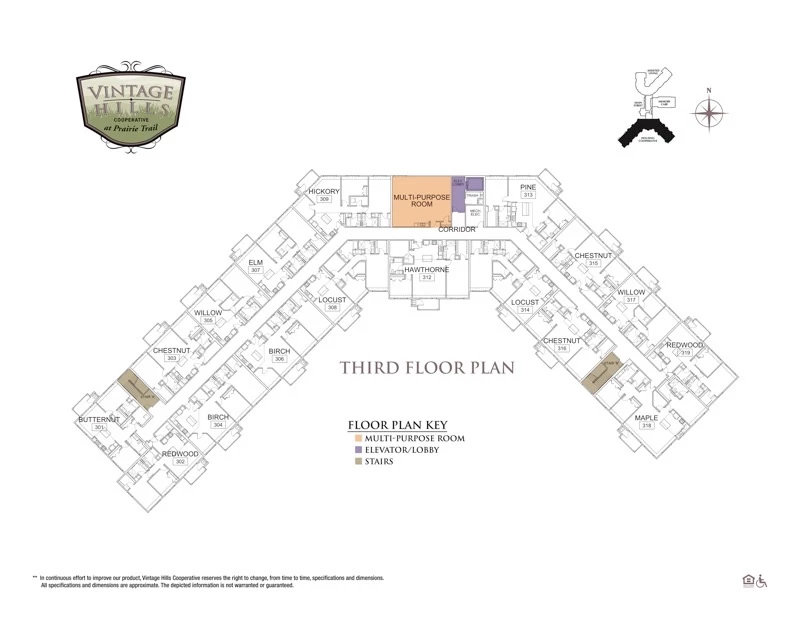 VINTAGE
HILLS
COOPERATIVE
at Prairie Trail
N
HICKORY
309
MULTI-PURPOSE
ROOM
ELEV.
LOBBY
MECH
ELEC
PINE
313
CORRIDOR
ELM
307
HAWTHORNE
312
CHESTNUT
315
WILLOW
305
LOCUST
308
LOCUST
314
WILLOW
317
CHESTNUT
303
BIRCH
306
CHESTNUT
316
REDWOOD
319
BUTTERNUT
301
BIRCH
304
MAPLE
318
REDWOOD
302
THIRD FLOOR PLAN
FLOOR PLAN KEY
MULTI-PURPOSE ROOM
ELEVATOR/LOBBY
STAIRS
** In continuous effort to improve our product, Vintage Hills Cooperative reserves the right to change, from time to time, specifications and dimensions.
All specifications and dimensions are approximate. The depicted information is not warranted or guaranteed.